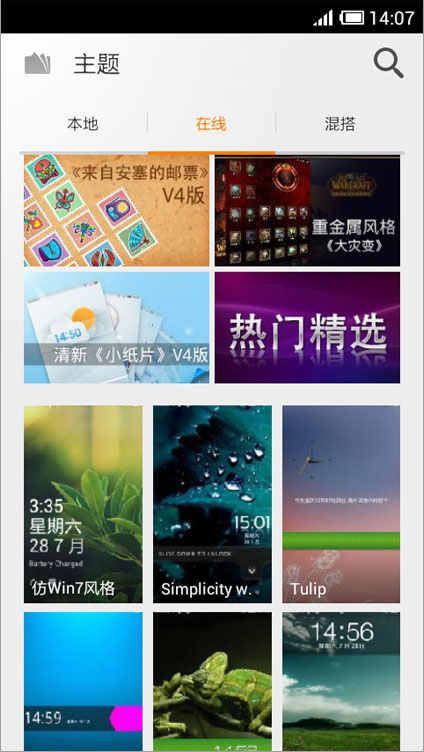 14:07
主题
本地
在线
混搭
《来自安塞的邮票》
V4版
WARCRAFT
重金属风格
《大灾变》
14:50
清新《小纸片》V4版
热门精选
3:35
星期六
28 7 月
Battery Charged
仿Win7风格
15:01
SLIDE DOWN TO UNLOCK
Simplicity w.
Tulip
14:59
14:56